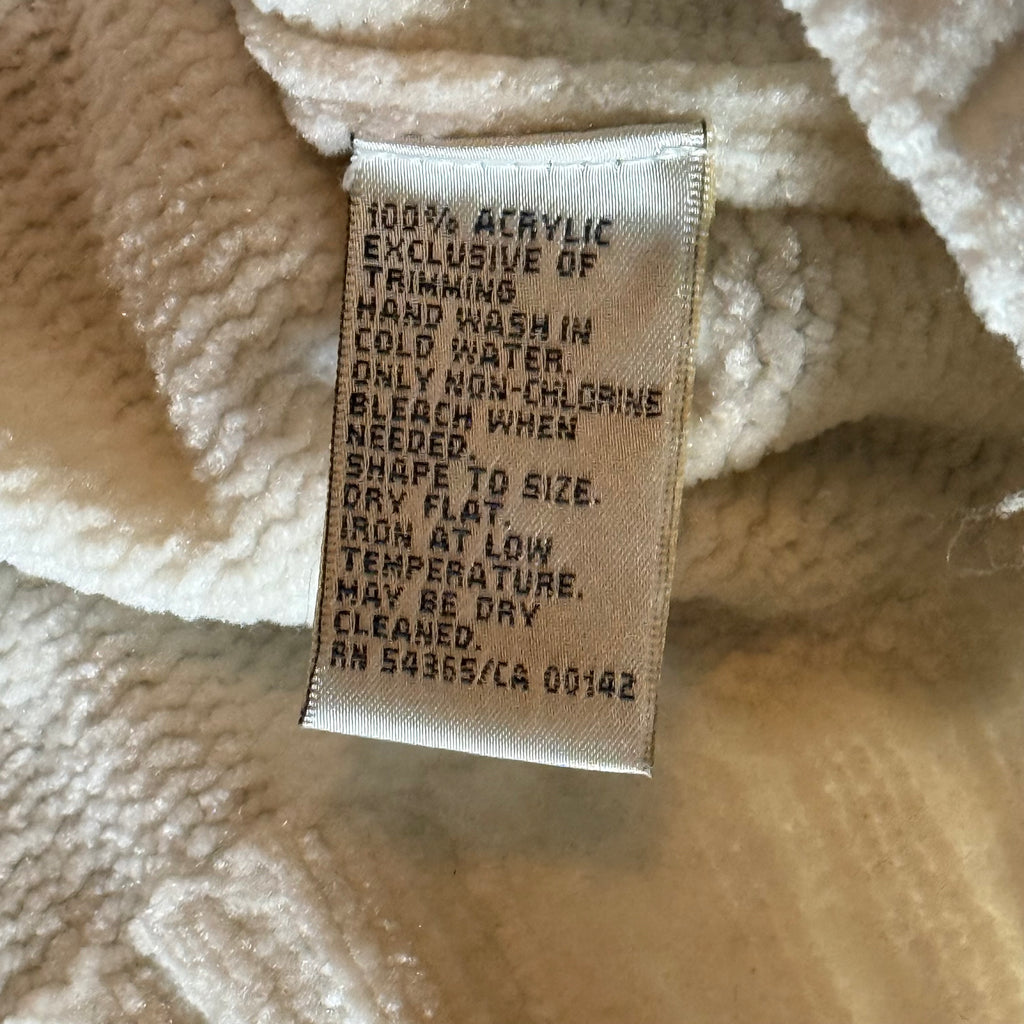 100% ACRYLIC
EXCLUSIVE OF
TRIMMING
HAND WASH IN
COLD WATER.
ONLY NON-CHLORINE
BLEACH WHEN
NEEDED.
SHAPE TO SIZE.
DRY FLAT.
IRON AT LOW
TEMPERATURE.
MAY BE DRY
CLEANED.
RN 54365/CA 00142